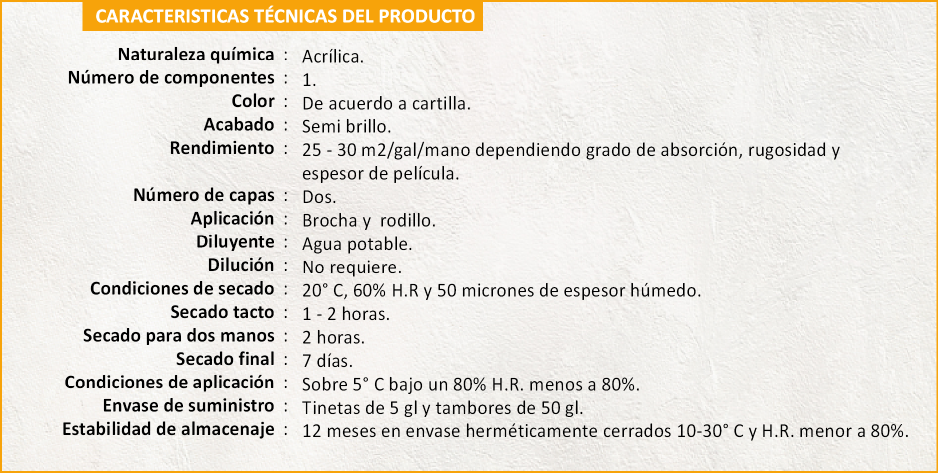 CARACTERISTICAS TÉCNICAS DEL PRODUCTO
Naturaleza química : Acrílica.
Número de componentes : 1.
Color : De acuerdo a cartilla.
Acabado : Semi brillo.
Rendimiento : 25 - 30 m2/gal/mano dependiendo grado de absorción, rugosidad y
espesor de película.
Número de capas : Dos.
Aplicación : Brocha y rodillo.
Diluyente : Agua potable.
Dilución : No requiere.
Condiciones de secado : 20° C, 60% H.R y 50 micrones de espesor húmedo.
Secado tacto : 1 - 2 horas.
Secado para dos manos : 2 horas.
Secado final : 7 días.
Condiciones de aplicación : Sobre 5° C bajo un 80% H.R. menos a 80%.
Envase de suministro : Tinetas de 5 gl y tambores de 50 gl.
Estabilidad de almacenaje : 12 meses en envase herméticamente cerrados 10-30° C y H.R. menor a 80%.